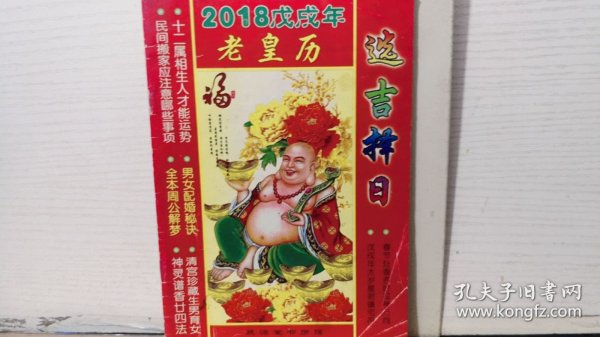 2018戊戌年
老皇历
选吉择日
福
十二属相生人才能运势
民间搬家应注意哪些事项
男女配婚秘诀
全本周公解梦
清宫珍藏生男育女
神灵谱香廿四法
孔夫子旧书网